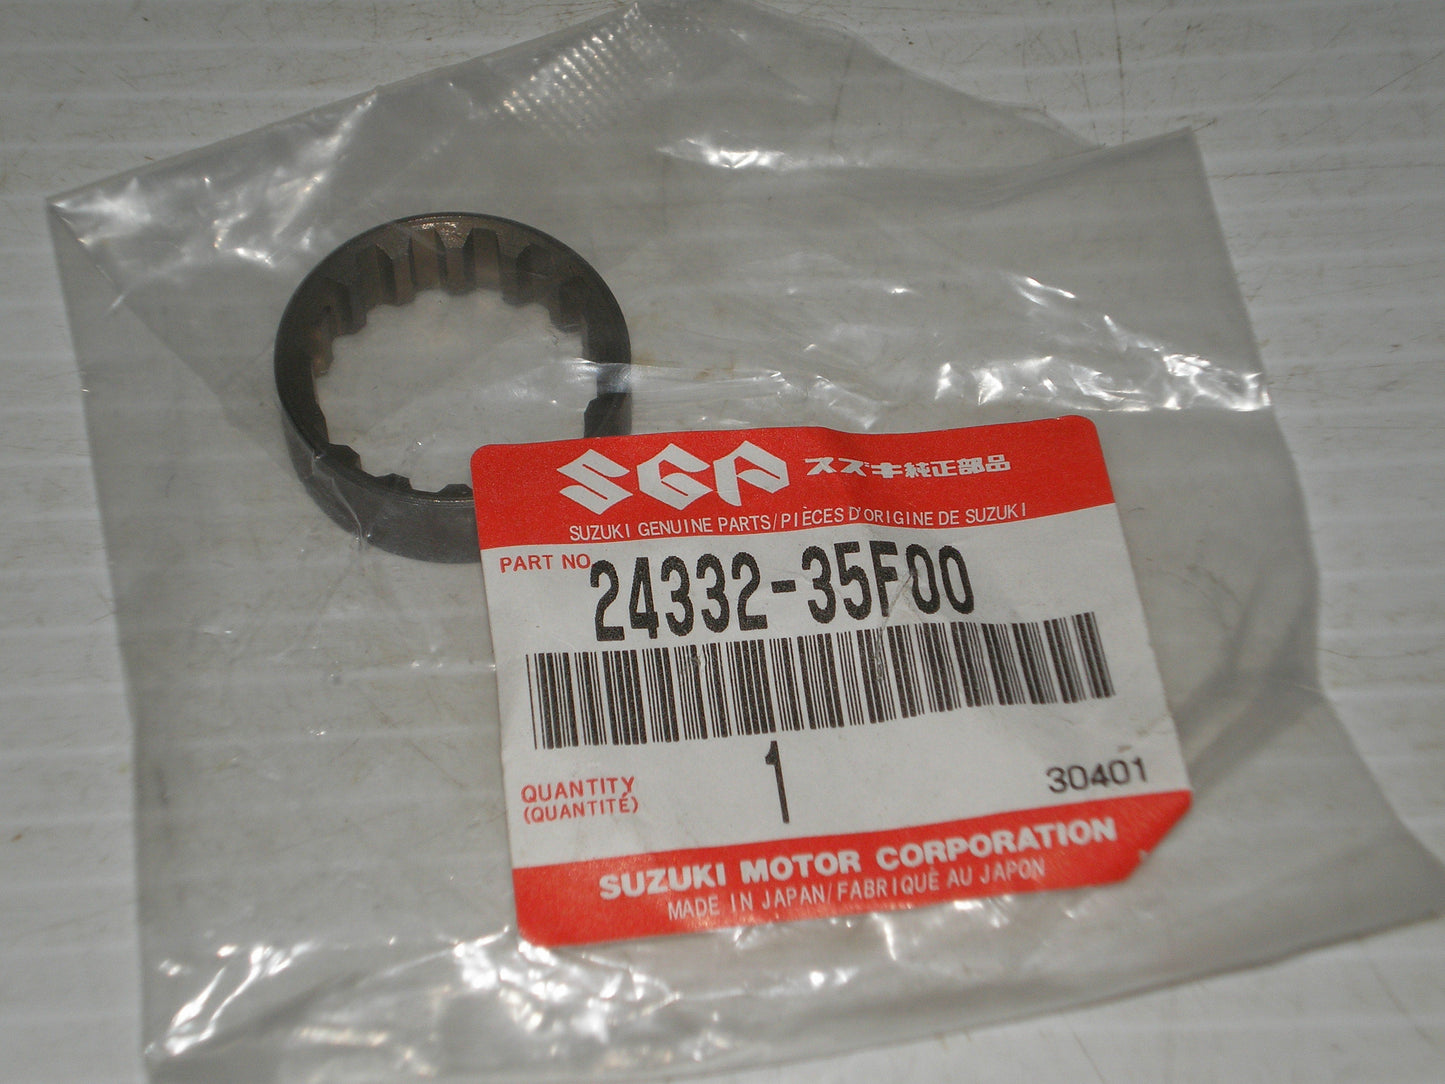 SGP スズキ純正部品
SUZUKI GENUINE PARTS/PIÈCES D'ORIGINE DE SUZUKI
PART NO. 24332-35F00
1
QUANTITY
(QUANTITÉ)
30401
SUZUKI MOTOR CORPORATION
MADE IN JAPAN/FABRIQUÉ AU JAPON